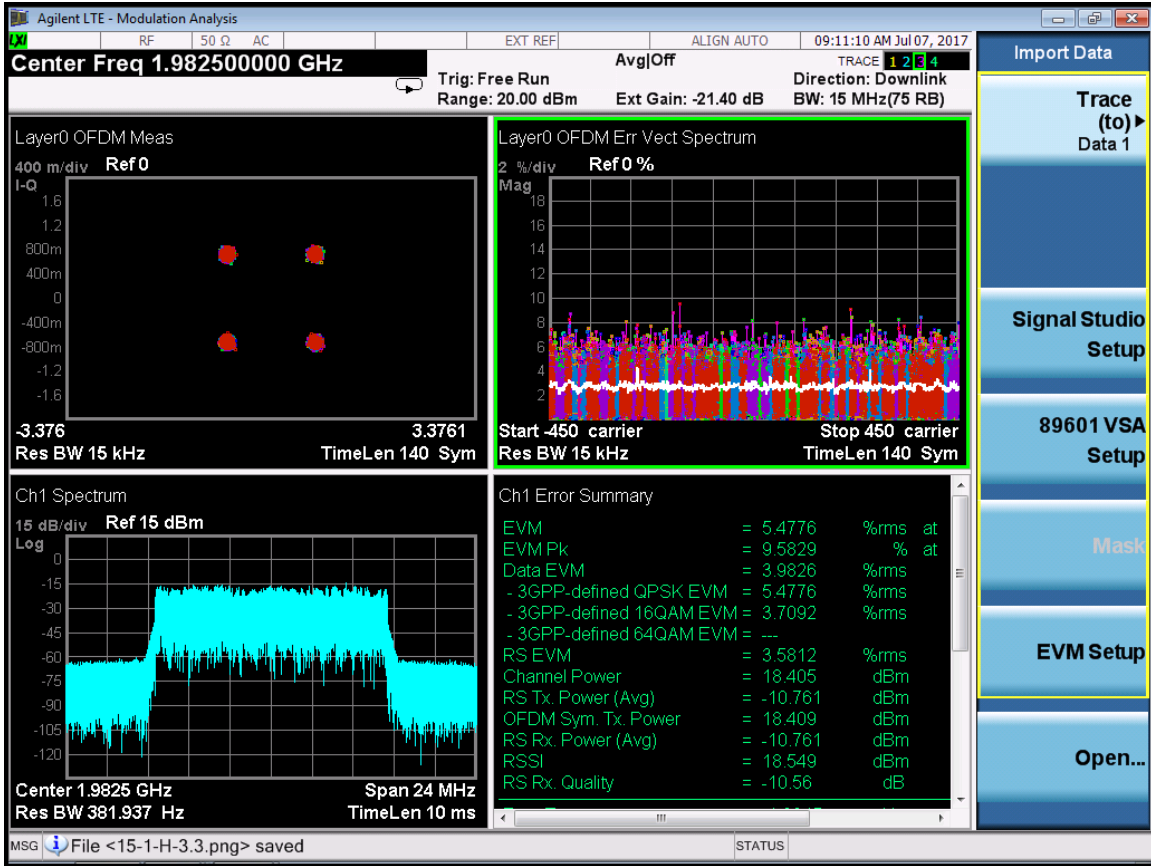 Agilent LTE - Modulation Analysis
LXI RF 50 Ω AC EXT REF ALIGN AUTO 09:11:10 AM Jul 07, 2017
Center Freq 1.982500000 GHz
Avg|Off
TRACE 1 2 3 4
Trig: Free Run
Direction: Downlink
Range: 20.00 dBm Ext Gain: -21.40 dB BW: 15 MHz(75 RB)
Layer0 OFDM Meas
400 m/div Ref 0
I-Q
1.6
1.2
800m
400m
0
-400m
-800m
-1.2
-1.6
-3.376 3.3761
Res BW 15 kHz TimeLen 140 Sym
Layer0 OFDM Err Vect Spectrum
2 %/div Ref 0 %
Mag
18
16
14
12
10
8
6
4
2
Start -450 carrier Stop 450 carrier
Res BW 15 kHz TimeLen 140 Sym
Ch1 Spectrum
15 dB/div Ref 15 dBm
Log
0
-15
-30
-45
-60
-75
-90
-105
-120
Center 1.9825 GHz Span 24 MHz
Res BW 381.937 Hz TimeLen 10 ms
Ch1 Error Summary
EVM = 5.4776 %rms at
EVM Pk = 9.5829 % at
Data EVM = 3.9826 %rms
- 3GPP-defined QPSK EVM = 5.4776 %rms
- 3GPP-defined 16QAM EVM = 3.7092 %rms
- 3GPP-defined 64QAM EVM = ---
RS EVM = 3.5812 %rms
Channel Power = 18.405 dBm
RS Tx. Power (Avg) = -10.761 dBm
OFDM Sym. Tx. Power = 18.409 dBm
RS Rx. Power (Avg) = -10.761 dBm
RSSI = 18.549 dBm
RS Rx. Quality = -10.56 dB
Import Data
Trace
(to)
Data 1
Signal Studio
Setup
89601 VSA
Setup
Mask
EVM Setup
Open...
MSG File <15-1-H-3.3.png> saved STATUS